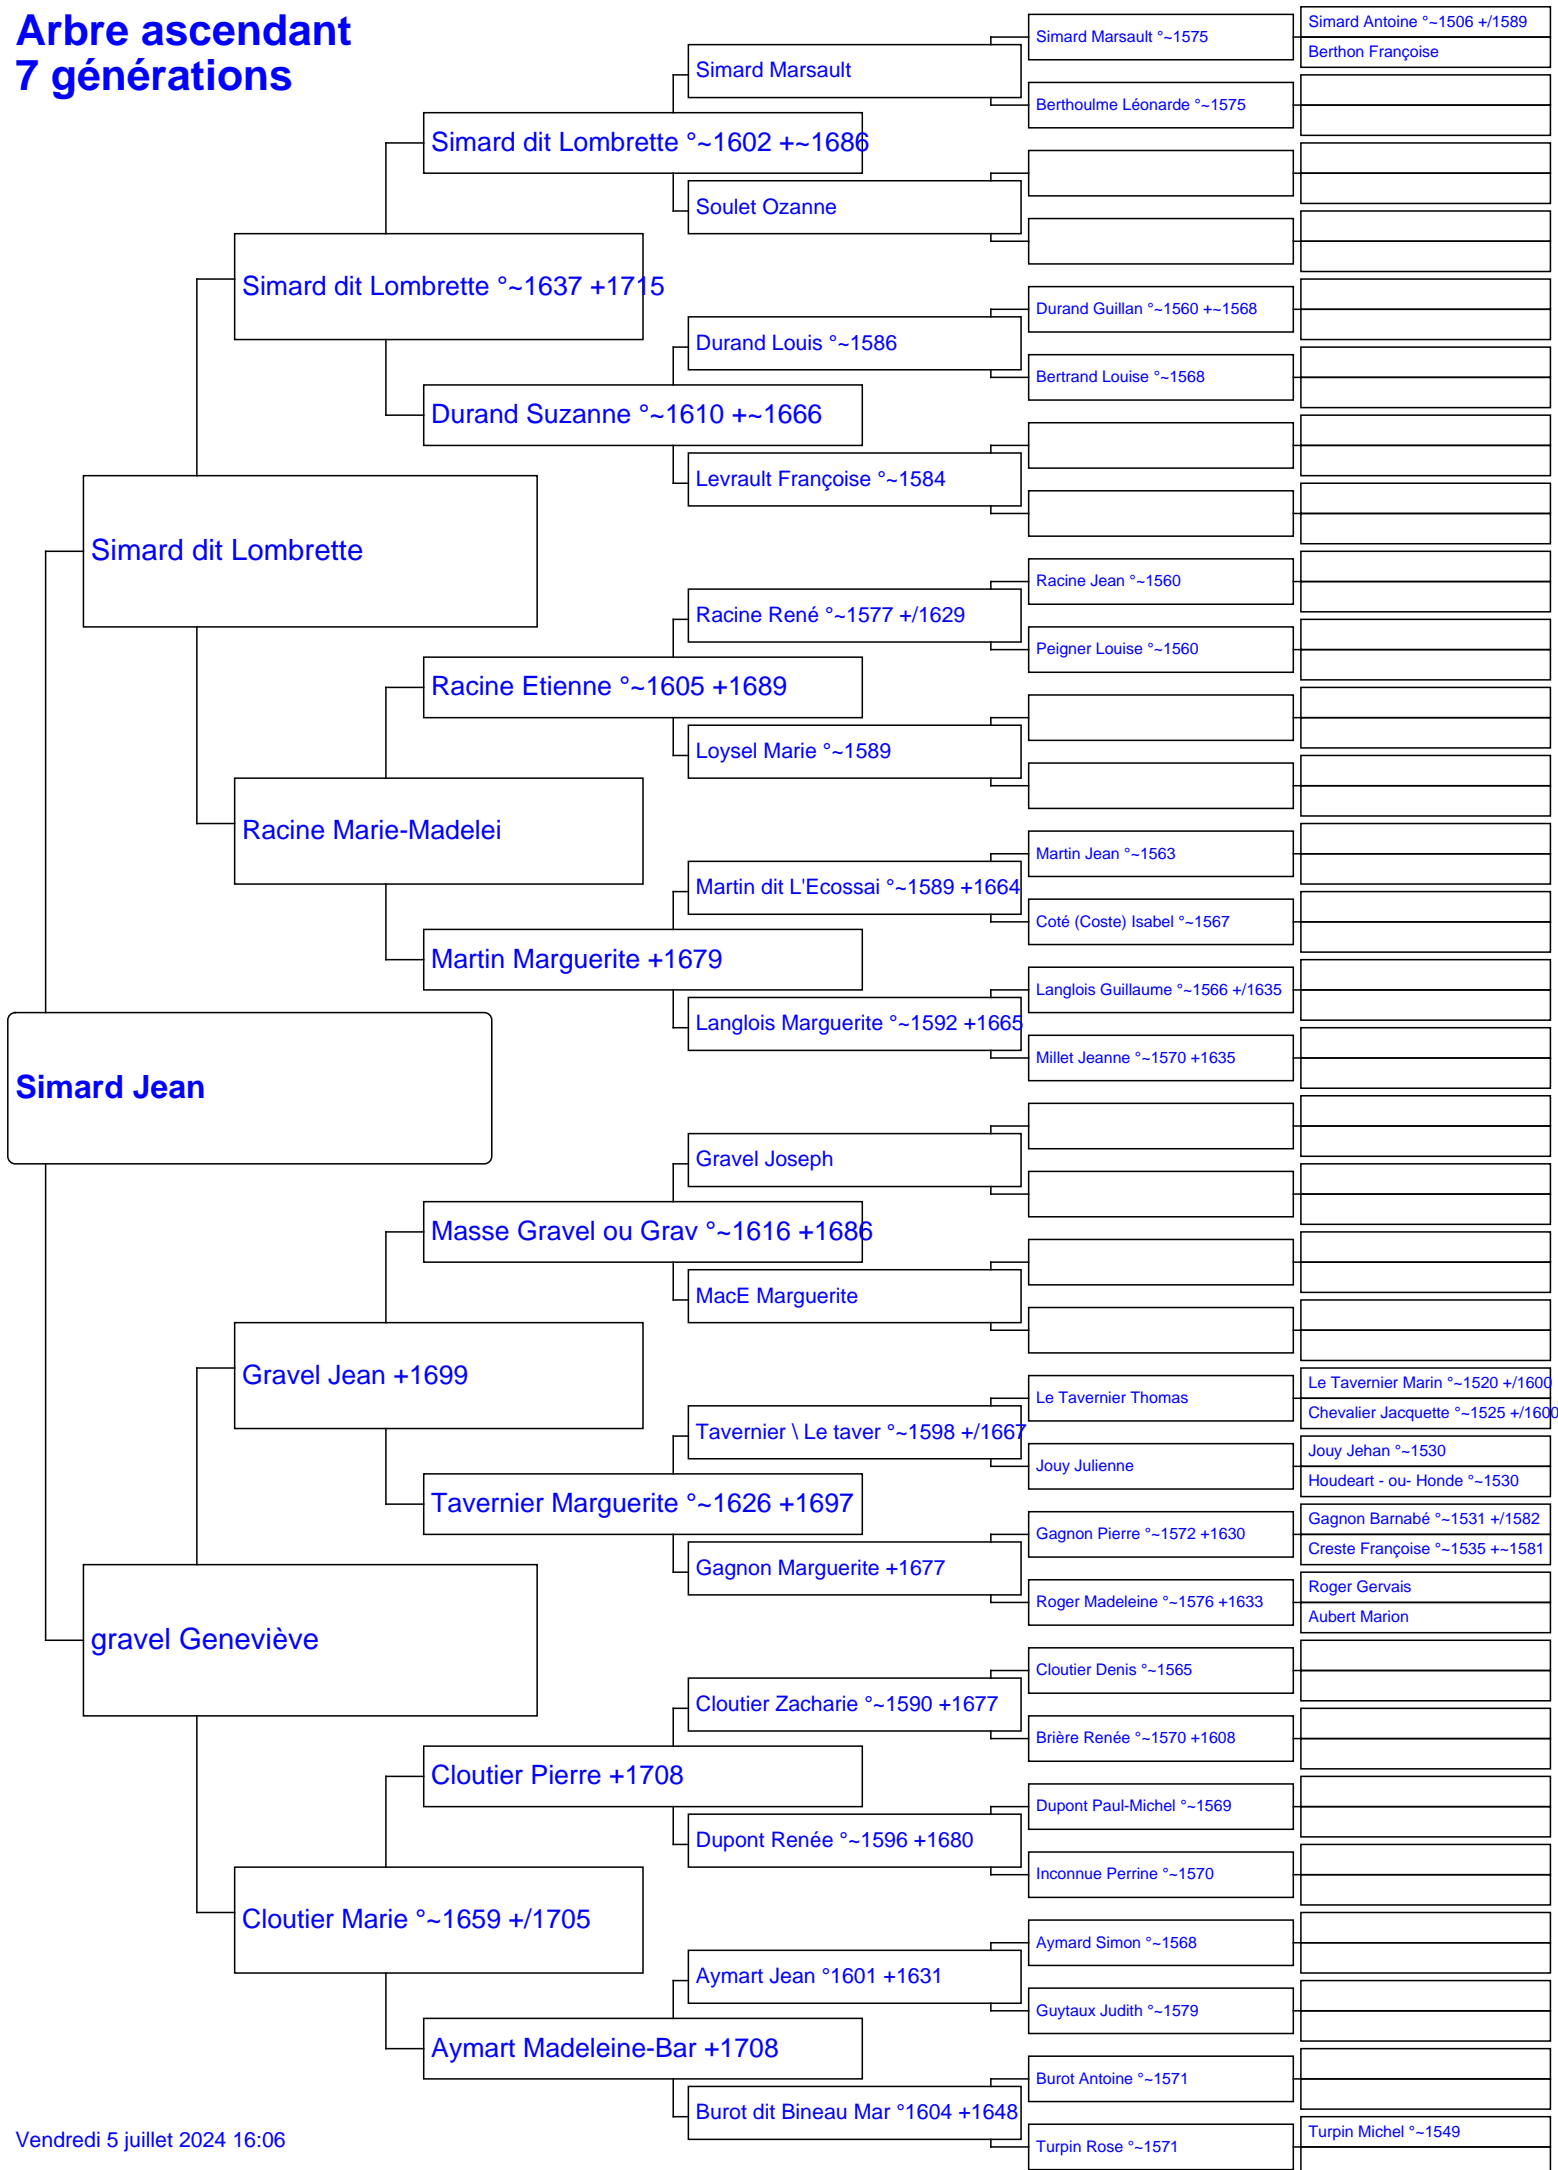 Arbre ascendant
7 générations
Simard Jean
Simard dit Lombrette
gravel Geneviève
Simard dit Lombrette °~1637 +1715
Racine Marie-Madelei
Gravel Jean +1699
Cloutier Marie °~1659 +/1705
Simard dit Lombrette °~1602 +~1686
Durand Suzanne °~1610 +~1666
Racine Etienne °~1605 +1689
Martin Marguerite +1679
Masse Gravel ou Grav °~1616 +1686
Tavernier Marguerite °~1626 +1697
Cloutier Pierre +1708
Aymart Madeleine-Bar +1708
Simard Marsault
Soulet Ozanne
Durand Louis °~1586
Levrault Françoise °~1584
Racine René °~1577 +/1629
Loysel Marie °~1589
Martin dit L'Ecossai °~1589 +1664
Langlois Marguerite °~1592 +1665
Gravel Joseph
MacE Marguerite
Tavernier \ Le taver °~1598 +/1667
Gagnon Marguerite +1677
Cloutier Zacharie °~1590 +1677
Dupont Renée °~1596 +1680
Aymart Jean °1601 +1631
Burot dit Bineau Mar °1604 +1648
Simard Marsault °~1575
Berthoulme Léonarde °~1575
Durand Guillan °~1560 +~1568
Bertrand Louise °~1568
Racine Jean °~1560
Peigner Louise °~1560
Martin Jean °~1563
Coté (Coste) Isabel °~1567
Langlois Guillaume °~1566 +/1635
Millet Jeanne °~1570 +1635
Le Tavernier Thomas
Jouy Julienne
Gagnon Pierre °~1572 +1630
Roger Madeleine °~1576 +1633
Cloutier Denis °~1565
Brière Renée °~1570 +1608
Dupont Paul-Michel °~1569
Inconnue Perrine °~1570
Aymard Simon °~1568
Guytaux Judith °~1579
Burot Antoine °~1571
Turpin Rose °~1571
Simard Antoine °~1506 +/1589
Berthon Françoise
Le Tavernier Marin °~1520 +/1600
Chevalier Jacquette °~1525 +/1600
Jouy Jehan °~1530
Houdeart - ou- Honde °~1530
Gagnon Barnabé °~1531 +/1582
Creste Françoise °~1535 +~1581
Roger Gervais
Aubert Marion
Turpin Michel °~1549
Vendredi 5 juillet 2024 16:06